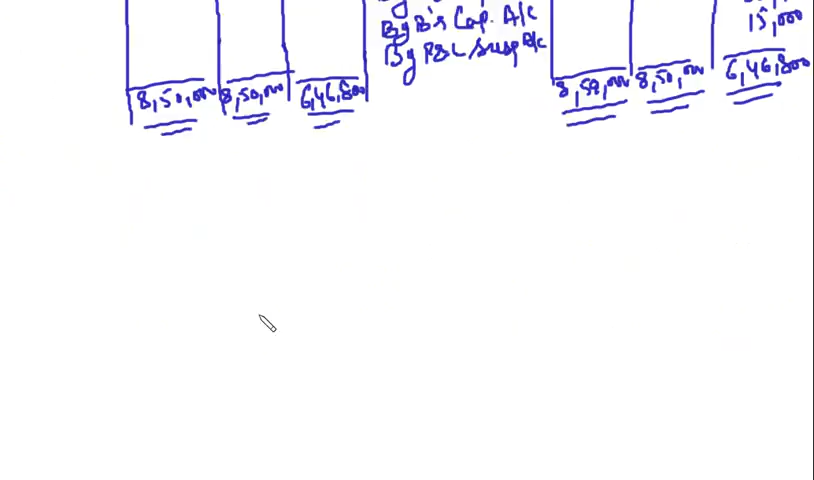 15,000
By B's Cap. A/c
By P&L Susp A/c
8,50,000 8,50,000 6,46,800 8,50,000 8,50,000 6,46,800